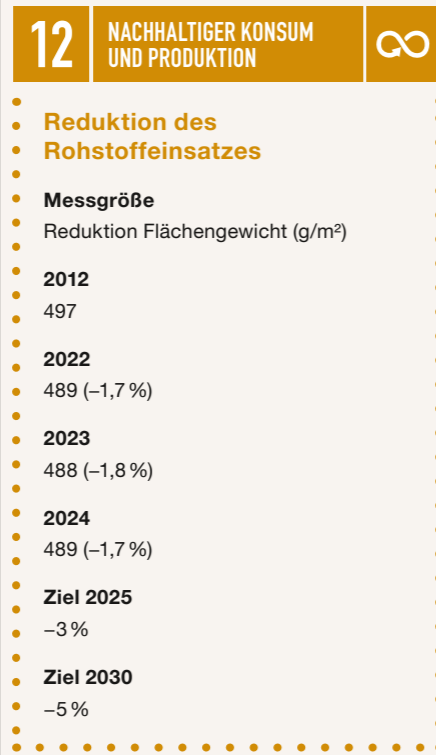 12
NACHHALTIGER KONSUM
UND PRODUKTION
Reduktion des
Rohstoffeinsatzes
Messgröße
Reduktion Flächengewicht (g/m²)
2012
497
2022
489 (–1,7 %)
2023
488 (–1,8 %)
2024
489 (–1,7 %)
Ziel 2025
–3 %
Ziel 2030
–5 %